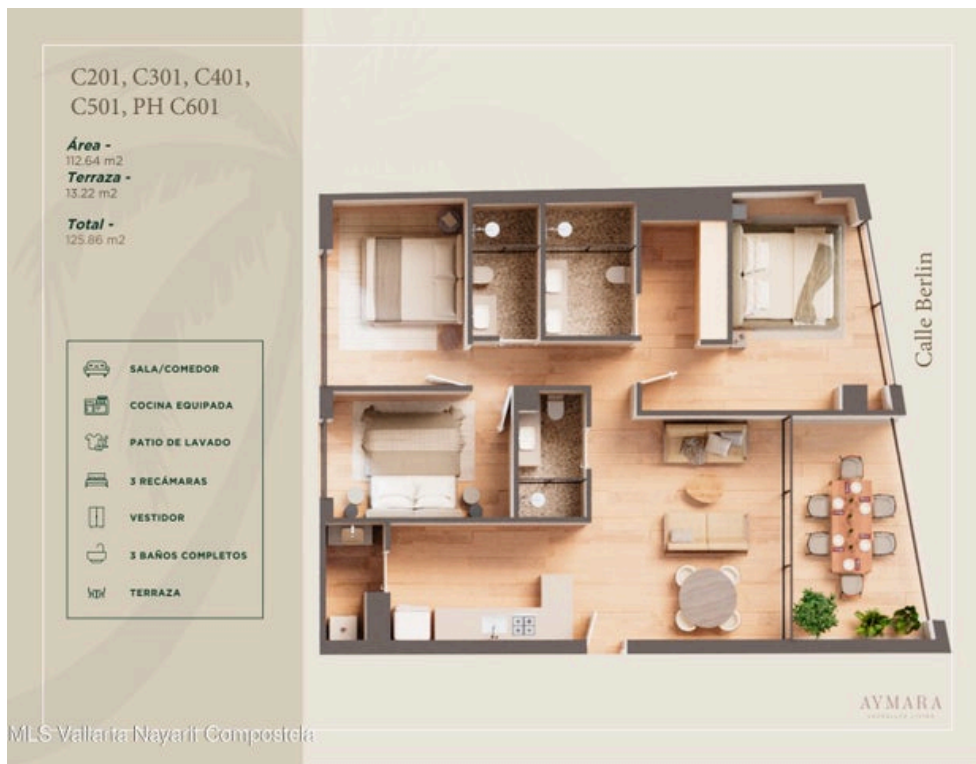 C201, C301, C401,
C501, PH C601
Área -
112.64 m2
Terraza -
13.22 m2
Total -
125.86 m2
SALA/COMEDOR
COCINA EQUIPADA
PATIO DE LAVADO
3 RECÁMARAS
VESTIDOR
3 BAÑOS COMPLETOS
TERRAZA
Calle Berlin
AYMARA
MLS Vallarta Nayarit Compostela